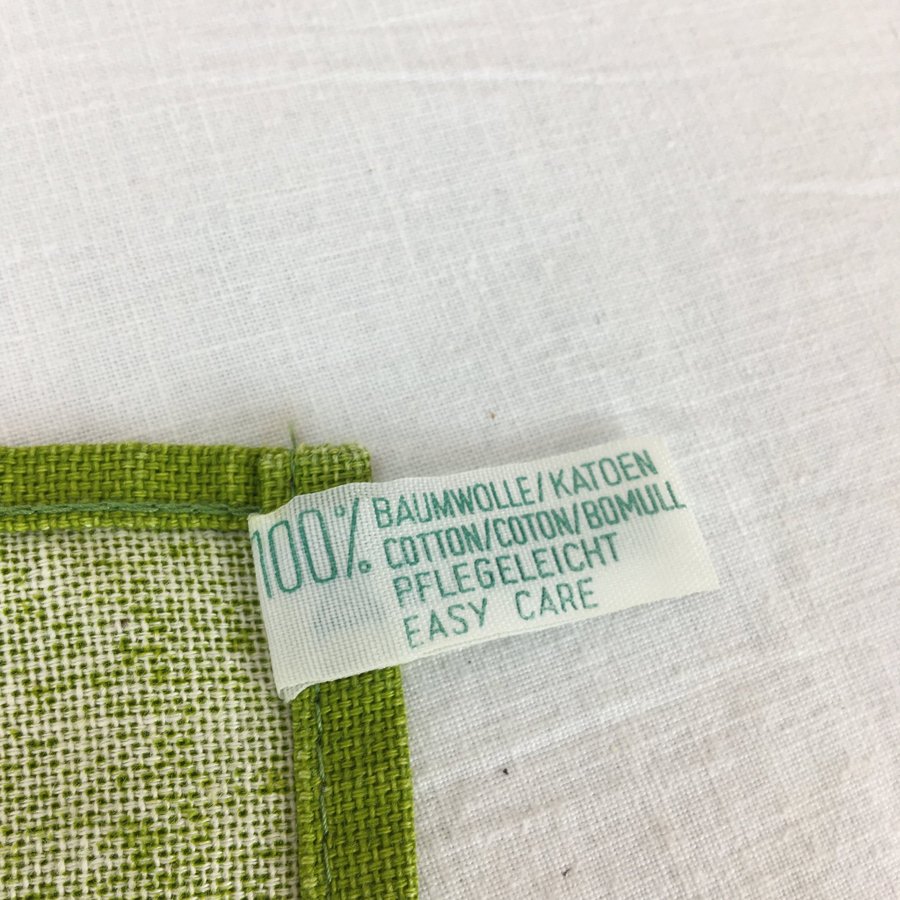 100% BAUMWOLLE/KATOEN
COTTON/COTON/BOMULL
PFLEGELEICHT
EASY CARE